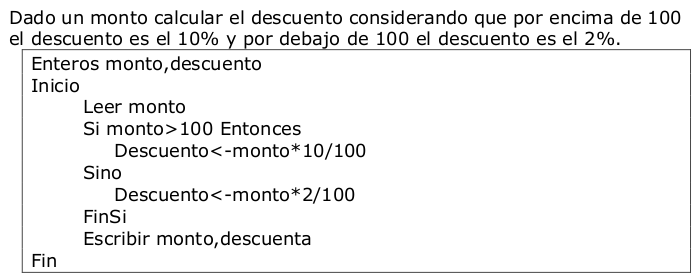 Dado un monto calcular el descuento considerando que por encima de 100
el descuento es el 10% y por debajo de 100 el descuento es el 2%.
Enteros monto,descuento
Inicio
Leer monto
Si monto>100 Entonces
Descuento<-monto*10/100
Sino
Descuento<-monto*2/100
FinSi
Escribir monto,descuenta
Fin